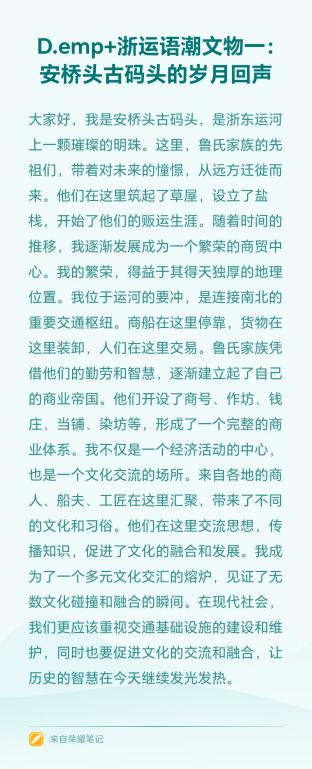 D.emp+浙运语潮文物一：
安桥头古码头的岁月回声
大家好，我是安桥头古码头，是浙东运河
上一颗璀璨的明珠。这里，鲁氏家族的先
祖们，带着对未来的憧憬，从远方迁徙而
来。他们在这里筑起了草屋，设立了盐
栈，开始了他们的贩运生涯。随着时间的
推移，我逐渐发展成为一个繁荣的商贸中
心。我的繁荣，得益于其得天独厚的地理
位置。我位于运河的要冲，是连接南北的
重要交通枢纽。商船在这里停靠，货物在
这里装卸，人们在这里交易。鲁氏家族凭
借他们的勤劳和智慧，逐渐建立起了自己
的商业帝国。他们开设了商号、作坊、钱
庄、当铺、染坊等，形成了一个完整的商
业体系。我不仅是一个经济活动的中心，
也是一个文化交流的场所。来自各地的商
人、船夫、工匠在这里汇聚，带来了不同
的文化和习俗。他们在这里交流思想，传
播知识，促进了文化的融合和发展。我成
为了一个多元文化交汇的熔炉，见证了无
数文化碰撞和融合的瞬间。在现代社会，
我们更应该重视交通基础设施的建设和维
护，同时也要促进文化的交流和融合，让
历史的智慧在今天继续发光发热。
来自荣耀笔记